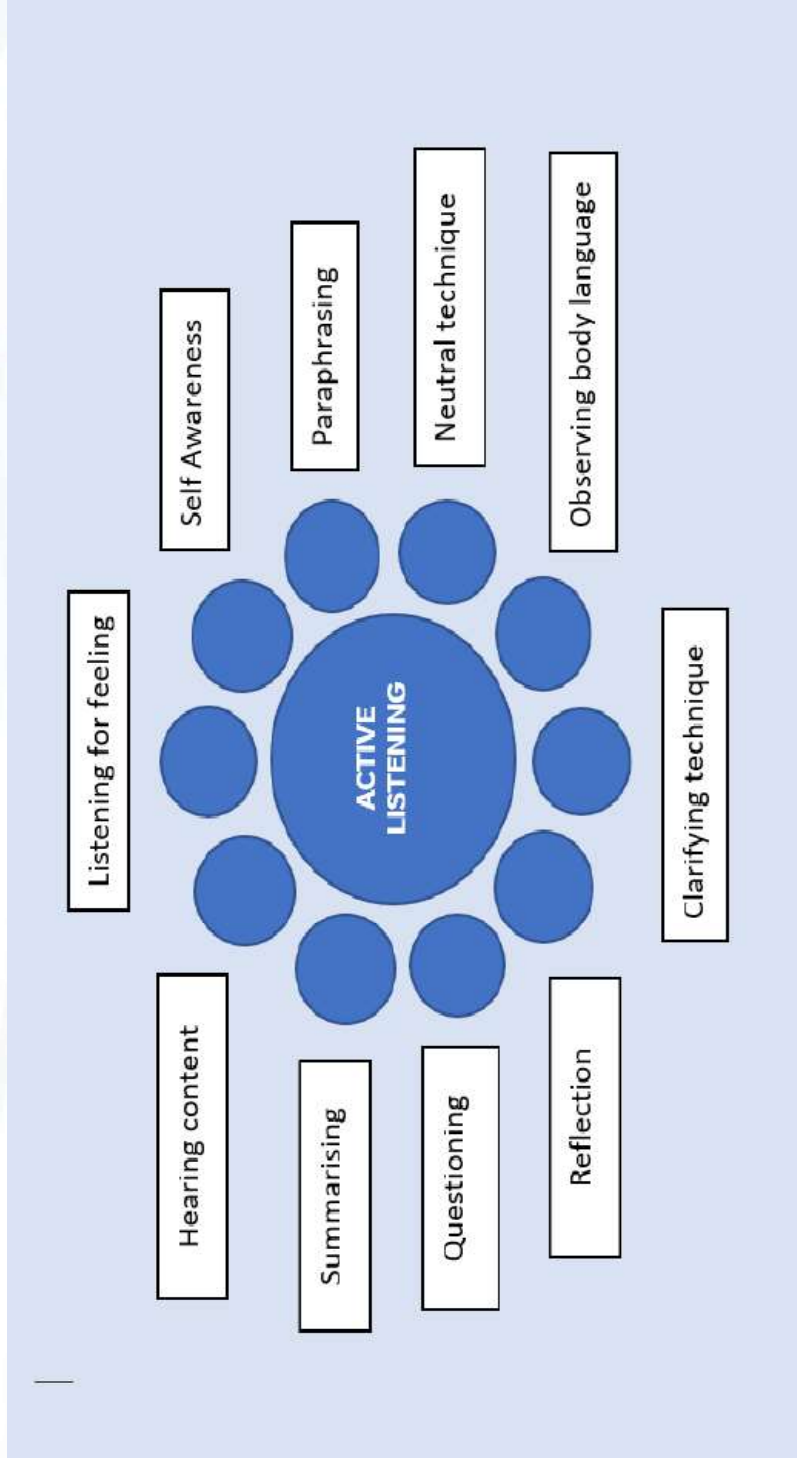 Listening for feeling
Hearing content
Self Awareness
Summarising
Paraphrasing
ACTIVE
LISTENING
Questioning
Neutral technique
Reflection
Observing body language
Clarifying technique